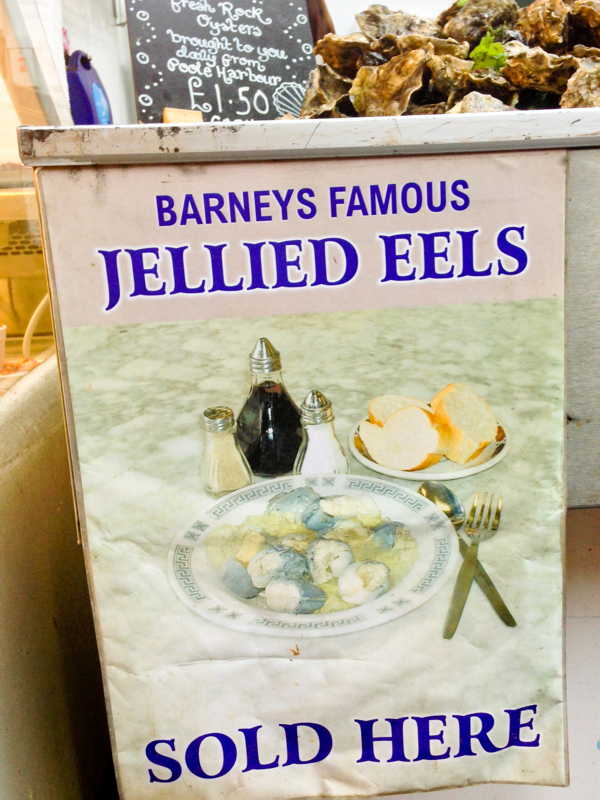 fresh Rock
Oysters
brought to you
daily from
Poole Harbour
£1.50
BARNEYS FAMOUS
JELLIED EELS
SOLD HERE